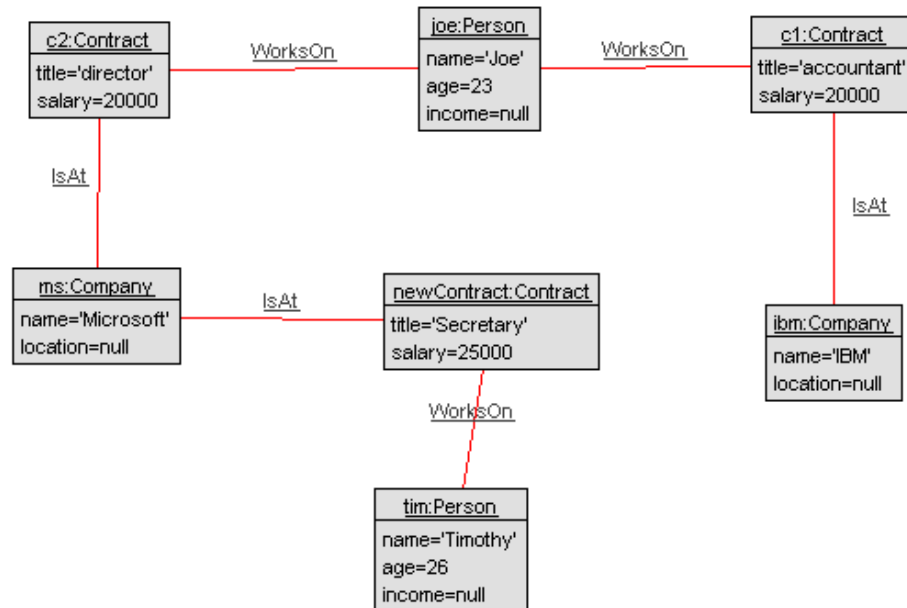 c2:Contract
title='director'
salary=20000
WorksOn
joe:Person
name='Joe'
age=23
income=null
WorksOn
c1:Contract
title='accountant'
salary=20000
IsAt
IsAt
ms:Company
name='Microsoft'
location=null
IsAt
newContract:Contract
title='Secretary'
salary=25000
ibm:Company
name='IBM'
location=null
WorksOn
tim:Person
name='Timothy'
age=26
income=null